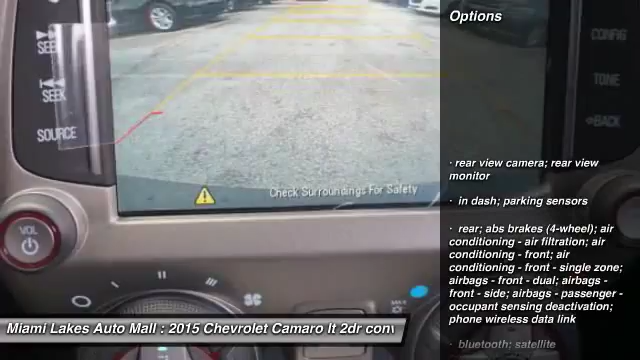 Options
SEEK
SEEK
SOURCE
CONFIG
TONE
BACK
· rear view camera; rear view
monitor
· in dash; parking sensors
· rear; abs brakes (4-wheel); air
conditioning - air filtration; air
conditioning - front; air
conditioning - front - single zone;
airbags - front - dual; airbags -
front - side; airbags - passenger -
occupant sensing deactivation;
phone wireless data link
· bluetooth; satellite
Check Surroundings For Safety
VOL
Miami Lakes Auto Mall : 2015 Chevrolet Camaro lt 2dr conv